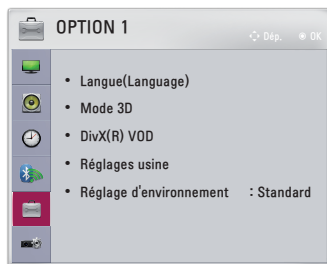 OPTION 1
Dép. OK
• Langue(Language)
• Mode 3D
• DivX(R) VOD
• Réglages usine
• Réglage d'environnement : Standard